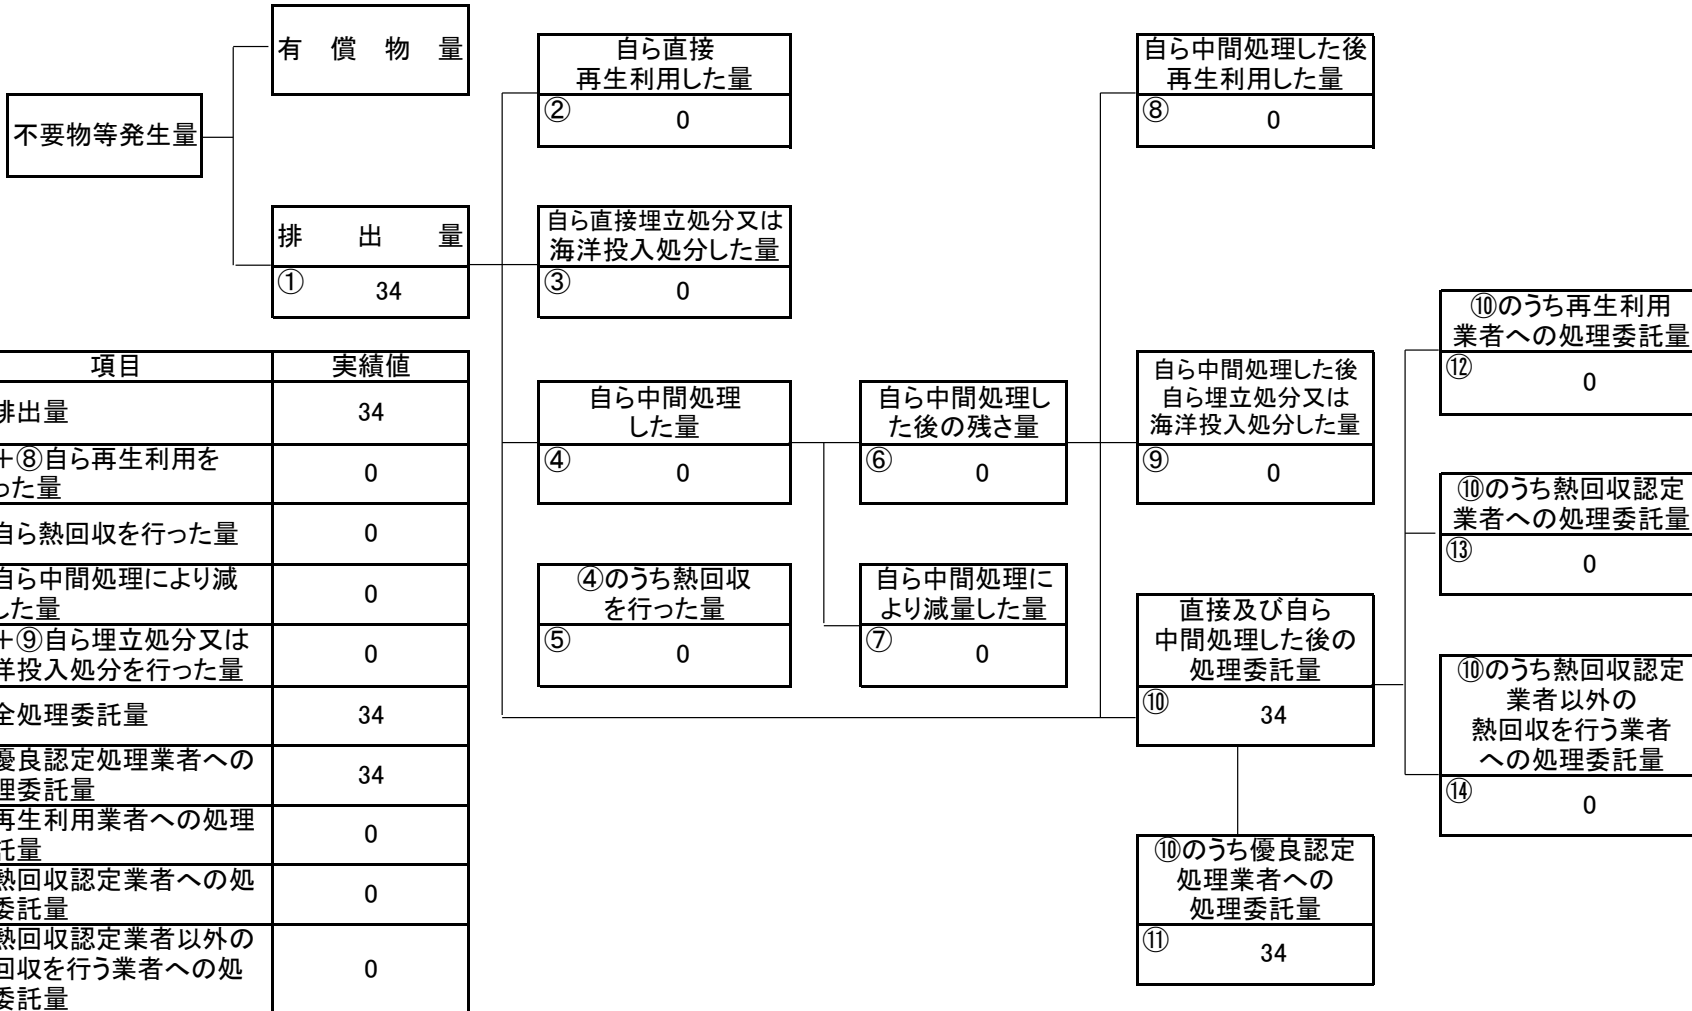 有償物量
不要物等発生量
排出量
① 34
自ら直接
再生利用した量
② 0
自ら直接埋立処分又は
海洋投入処分した量
③ 0
自ら中間処理
した量
④ 0
④のうち熱回収
を行った量
⑤ 0
自ら中間処理し
た後の残さ量
⑥ 0
自ら中間処理に
より減量した量
⑦ 0
自ら中間処理した後
再生利用した量
⑧ 0
自ら中間処理した後
自ら埋立処分又は
海洋投入処分した量
⑨ 0
直接及び自ら
中間処理した後の
処理委託量
⑩ 34
⑩のうち優良認定
処理業者への
処理委託量
⑪ 34
⑩のうち再生利用
業者への処理委託量
⑫ 0
⑩のうち熱回収認定
業者への処理委託量
⑬ 0
⑩のうち熱回収認定
業者以外の
熱回収を行う業者
への処理委託量
⑭ 0
項目 実績値
排出量 34
+⑧自ら再生利用を
った量 0
自ら熱回収を行った量 0
自ら中間処理により減
した量 0
+⑨自ら埋立処分又は
洋投入処分を行った量 0
全処理委託量 34
優良認定処理業者への
理委託量 34
再生利用業者への処理
託量 0
熱回収認定業者への処
委託量 0
熱回収認定業者以外の
回収を行う業者への処
委託量 0